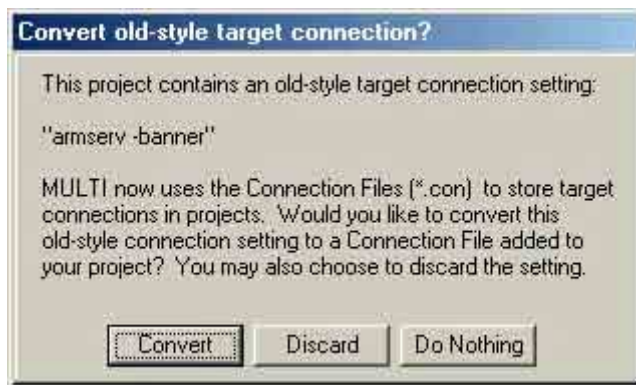 Convert old-style target connection?
This project contains an old-style target connection setting:
"armserv -banner"
MULTI now uses the Connection Files (*.con) to store target
connections in projects. Would you like to convert this
old-style connection setting to a Connection File added to
your project? You may also choose to discard the setting.
Convert Discard Do Nothing